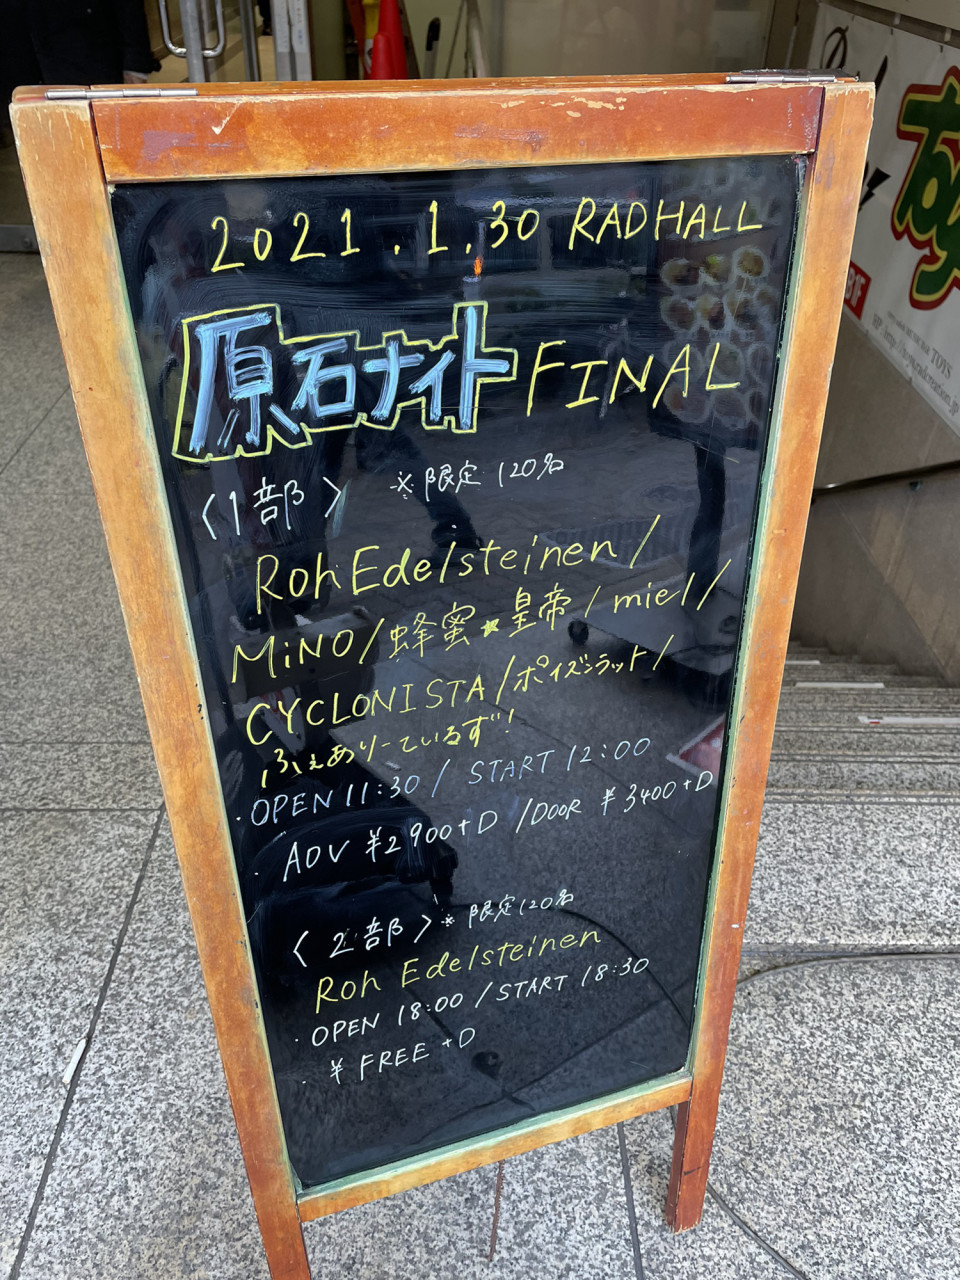 2021.1.30 RADHALL
原石ナイト FINAL
〈1部〉 ※限定 120名
Roh Edelsteinen /
MiNO / 蜂蜜★皇帝 / miel /
CYCLONISTA / ポイズンラット /
ふぇありーているず!
・OPEN 11:30 / START 12:00
・ADV ¥2900+D / DOOR ¥3400+D
〈2部〉※限定120名
Roh Edelsteinen
・OPEN 18:00 / START 18:30
・¥ FREE +D
TOYS